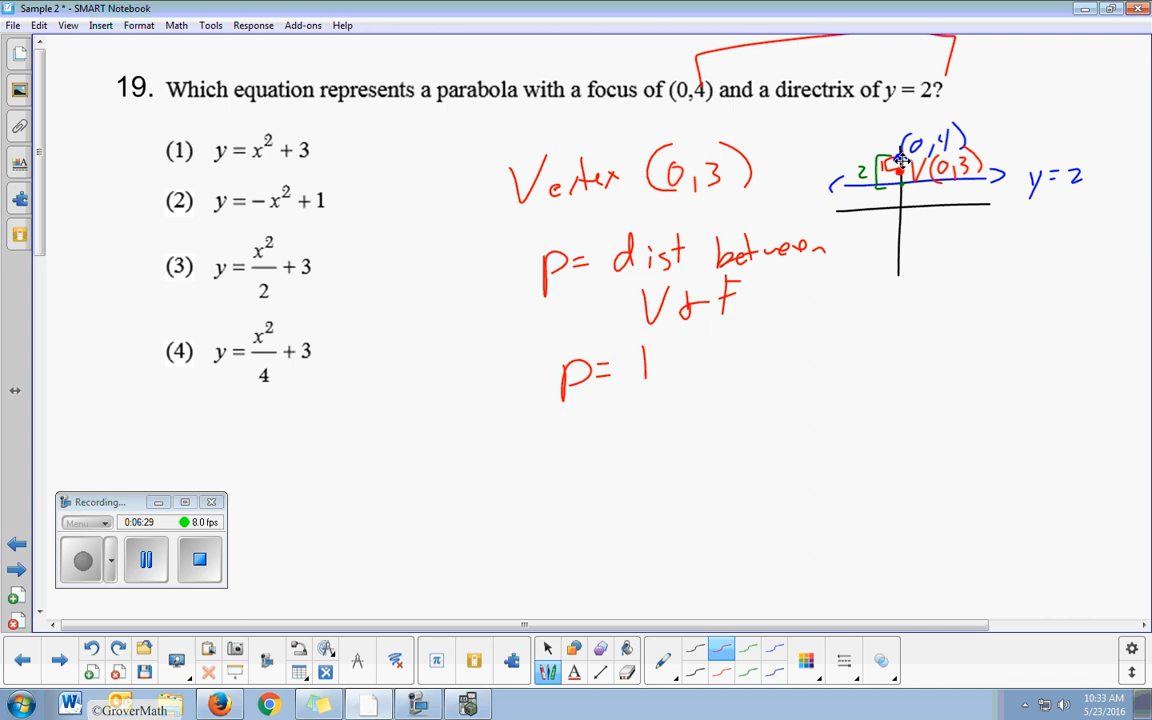 Sample 2 * - SMART Notebook
File Edit View Insert Format Math Tools Add-ons Help
19. Which equation represents a parabola with a focus of (0,4) and a directrix of y = 2?
(1) y = x² + 3
(2) y = −x² + 1
(3) y = x²/2 + 3
(4) y = x²/4 + 3
Vertex (0,3)
p= dist between
V & F
p= 1
(0,4)
2 1 V(0,3)
y=2
Recording...
Menu 0:06:29 8.0 fps
W
©GroverMath
10:33 AM
5/23/2016